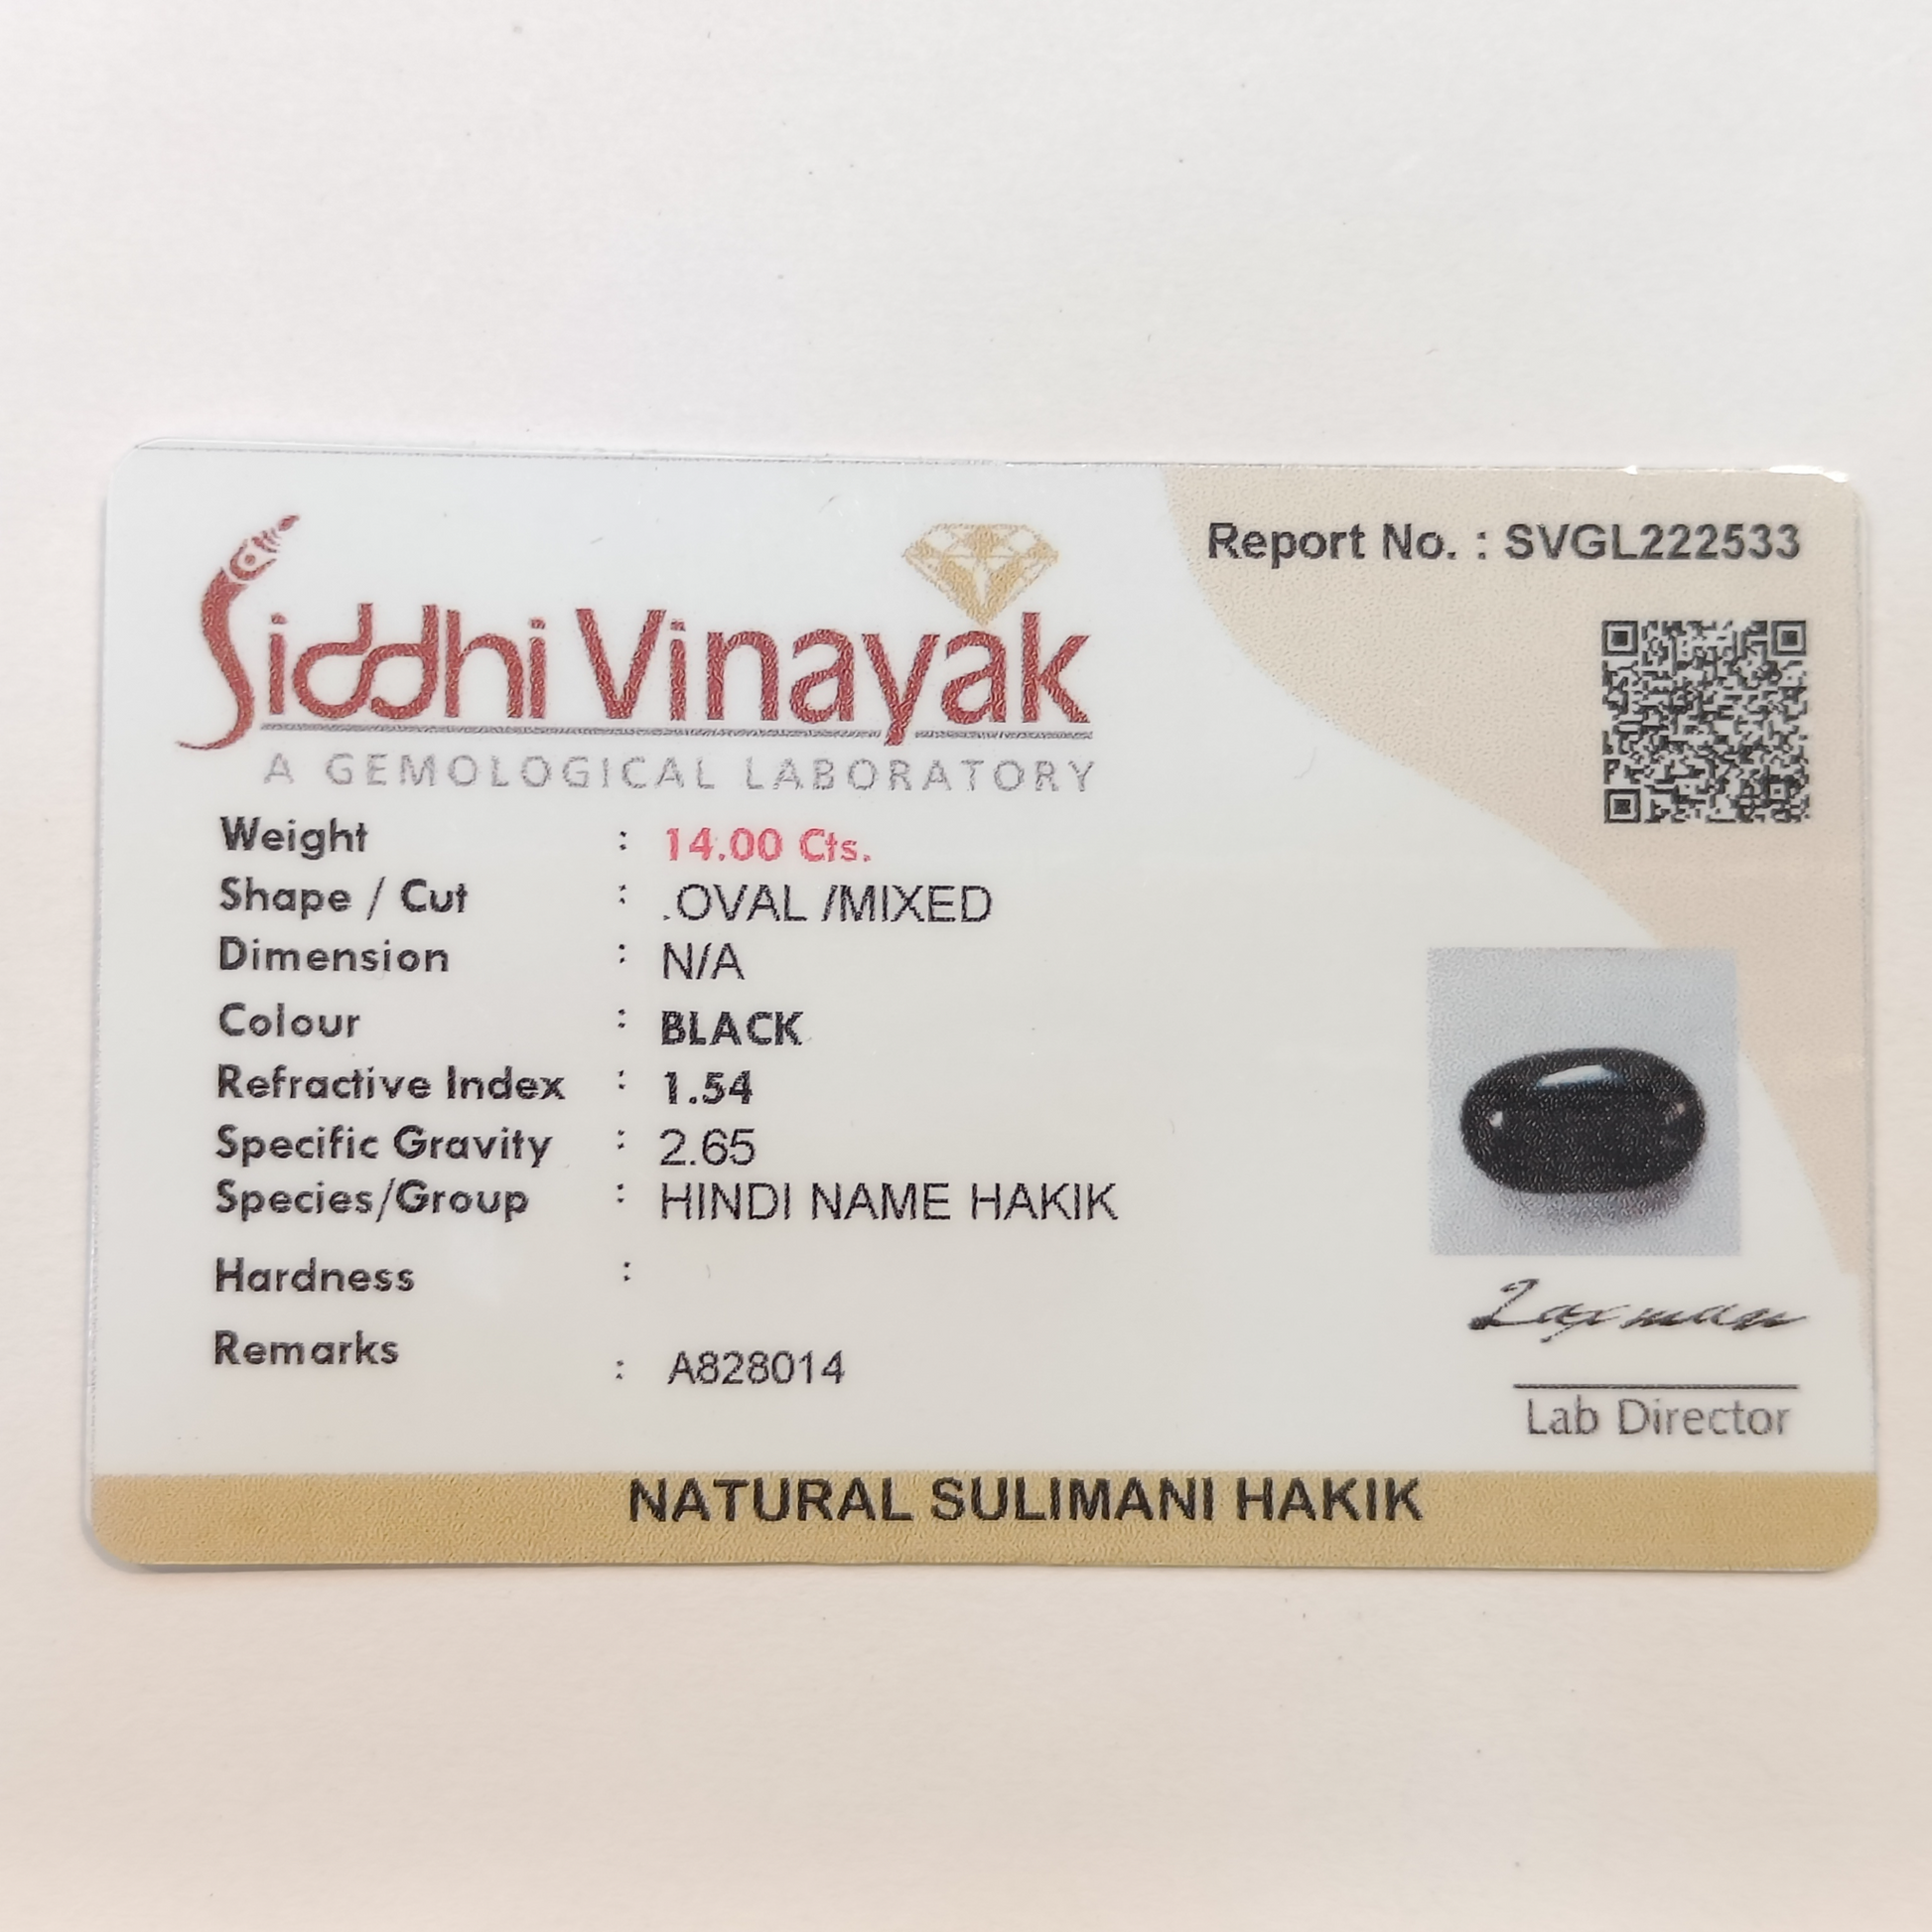 Siddhi Vinayak
A GEMOLOGICAL LABORATORY
Report No. : SVGL222533
Weight : 14.00 Cts.
Shape / Cut : .OVAL /MIXED
Dimension : N/A
Colour : BLACK
Refractive Index : 1.54
Specific Gravity : 2.65
Species/Group : HINDI NAME HAKIK
Hardness :
Remarks : A828014
Laxman
Lab Director
NATURAL SULIMANI HAKIK